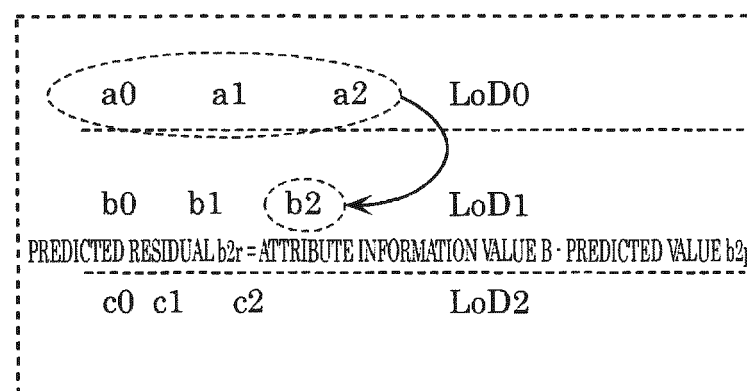 a0 a1 a2 LoD0
b0 b1 b2 LoD1
PREDICTED RESIDUAL b2r = ATTRIBUTE INFORMATION VALUE B - PREDICTED VALUE b2p
c0 c1 c2 LoD2